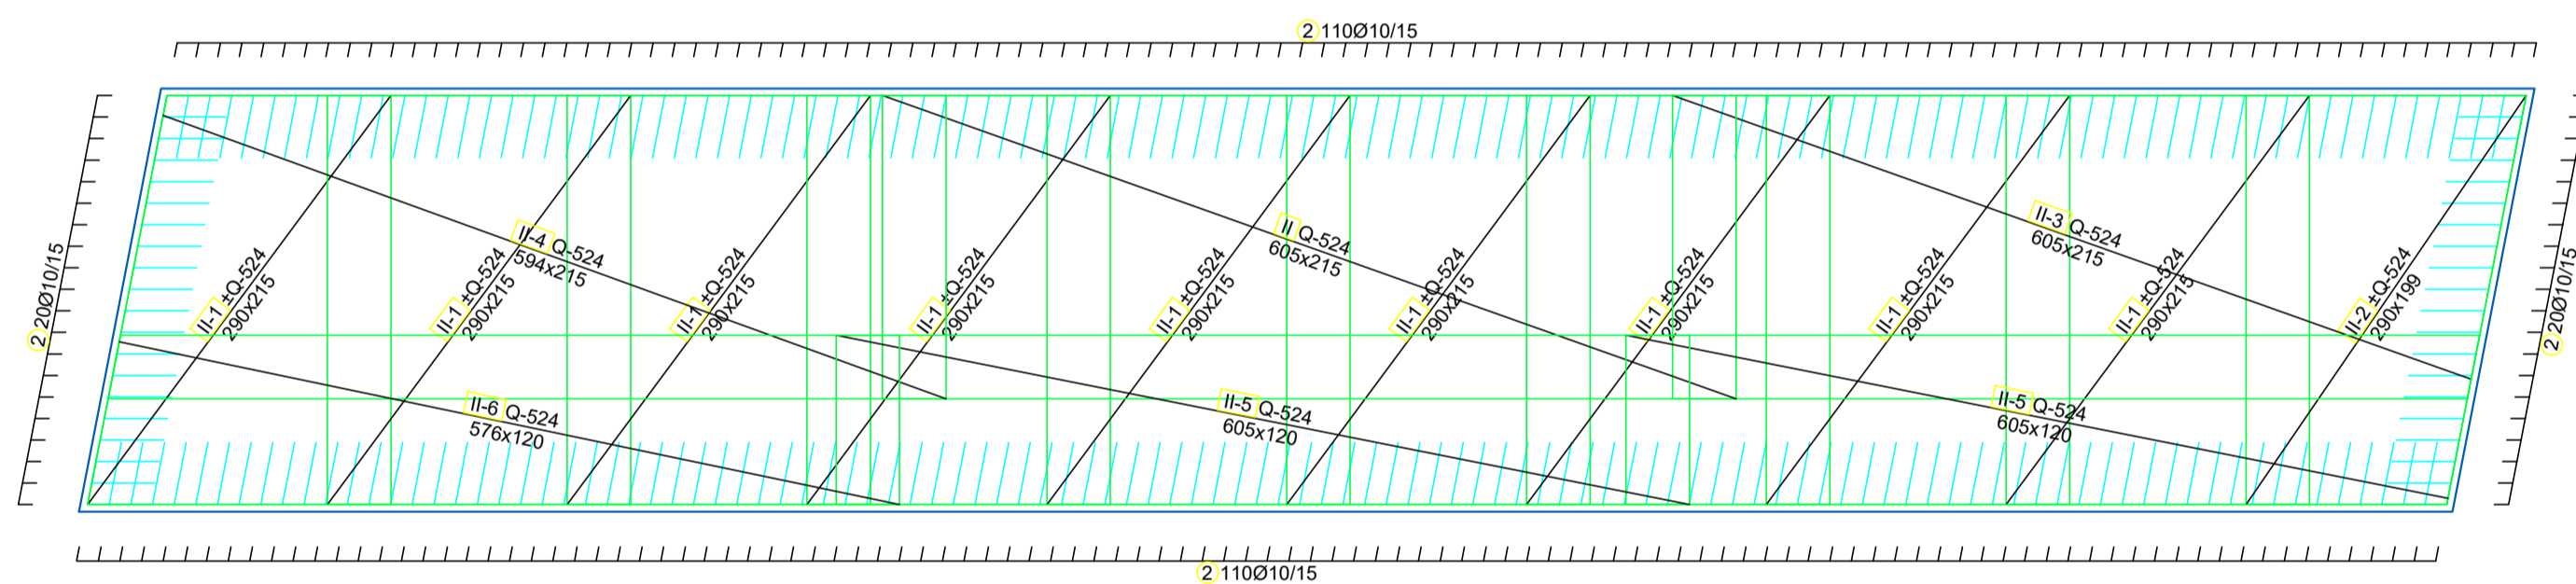 2 110Ø10/15
2 20Ø10/15
II-4 Q-524
594x215
II Q-524
605x215
II-3 Q-524
605x215
II-1 ±Q-524
290x215
II-1 ±Q-524
290x215
II-1 ±Q-524
290x215
II-1 ±Q-524
290x215
II-1 ±Q-524
290x215
II-1 ±Q-524
290x215
II-1 ±Q-524
290x215
II-1 ±Q-524
290x215
II-1 ±Q-524
290x215
II-2 ±Q-524
290x199
2 20Ø10/15
II-6 Q-524
576x120
II-5 Q-524
605x120
II-5 Q-524
605x120
2 110Ø10/15